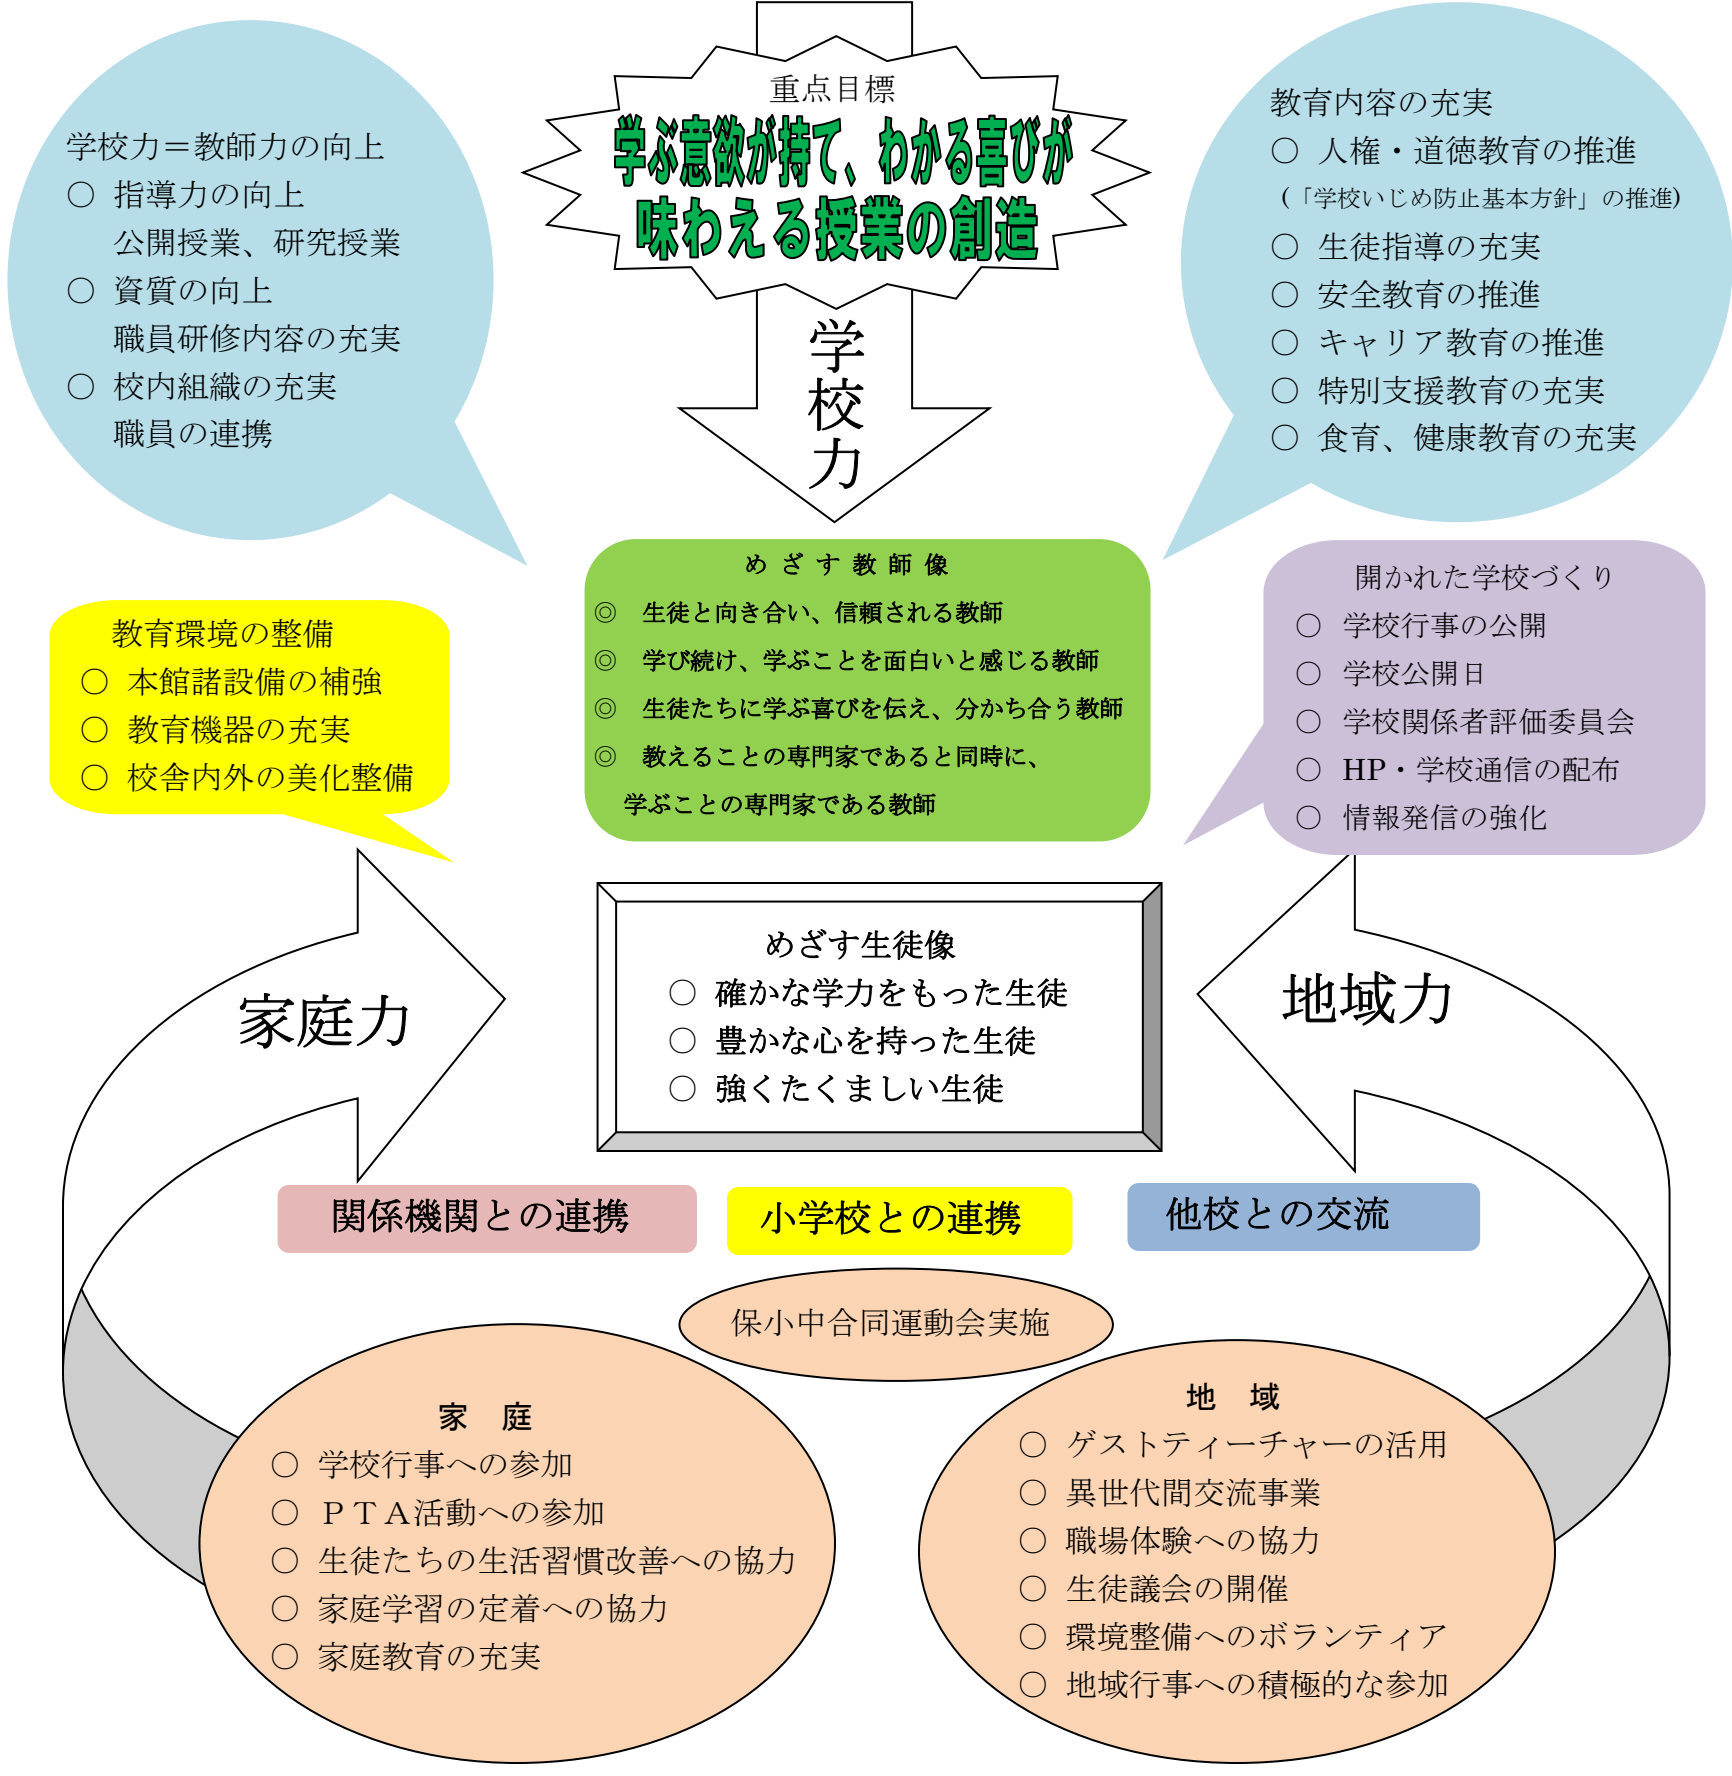 重点目標
学ぶ意欲が持て、わかる喜びが
味わえる授業の創造
学校力
学校力＝教師力の向上
○ 指導力の向上
公開授業、研究授業
○ 資質の向上
職員研修内容の充実
○ 校内組織の充実
職員の連携
教育内容の充実
○ 人権・道徳教育の推進
(「学校いじめ防止基本方針」の推進)
○ 生徒指導の充実
○ 安全教育の推進
○ キャリア教育の推進
○ 特別支援教育の充実
○ 食育、健康教育の充実
教育環境の整備
○ 本館諸設備の補強
○ 教育機器の充実
○ 校舎内外の美化整備
めざす教師像
◎ 生徒と向き合い、信頼される教師
◎ 学び続け、学ぶことを面白いと感じる教師
◎ 生徒たちに学ぶ喜びを伝え、分かち合う教師
◎ 教えることの専門家であると同時に、
学ぶことの専門家である教師
開かれた学校づくり
○ 学校行事の公開
○ 学校公開日
○ 学校関係者評価委員会
○ HP・学校通信の配布
○ 情報発信の強化
家庭力
めざす生徒像
○ 確かな学力をもった生徒
○ 豊かな心を持った生徒
○ 強くたくましい生徒
地域力
関係機関との連携
小学校との連携
他校との交流
保小中合同運動会実施
家　庭
○ 学校行事への参加
○ ＰＴＡ活動への参加
○ 生徒たちの生活習慣改善への協力
○ 家庭学習の定着への協力
○ 家庭教育の充実
地　域
○ ゲストティーチャーの活用
○ 異世代間交流事業
○ 職場体験への協力
○ 生徒議会の開催
○ 環境整備へのボランティア
○ 地域行事への積極的な参加